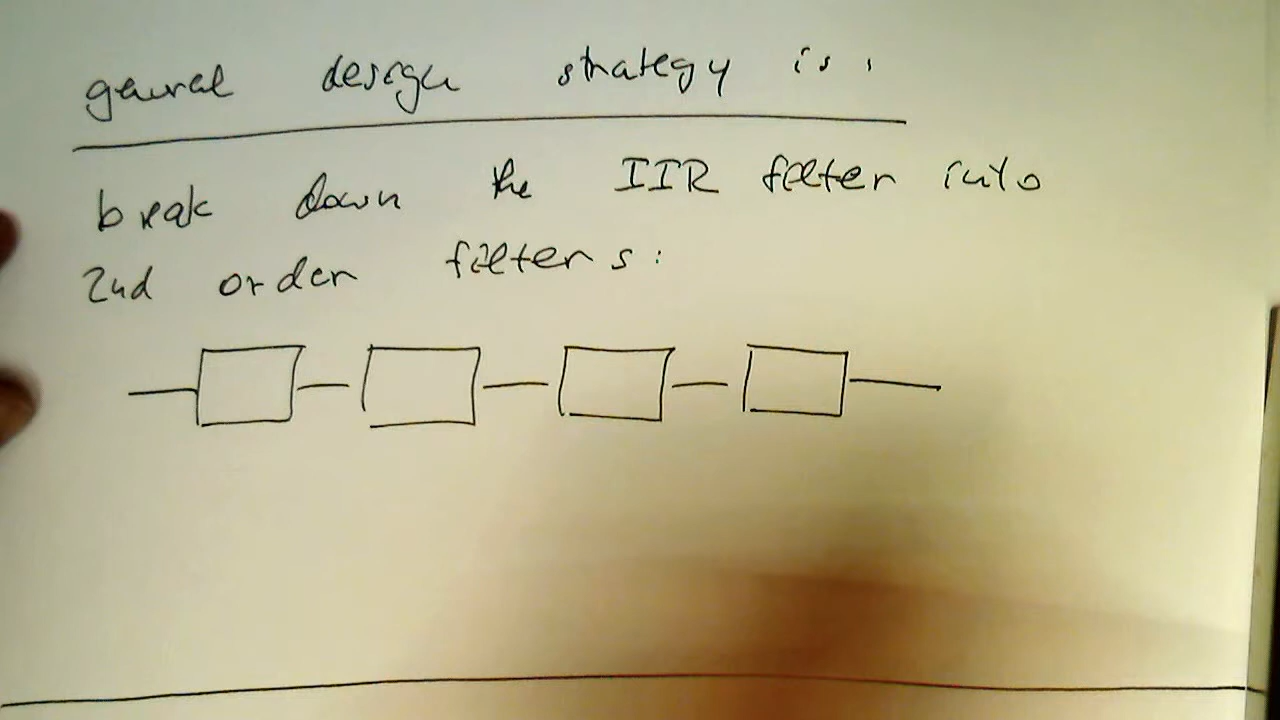 general design strategy is:
break down the IIR filter into
2nd order filters: